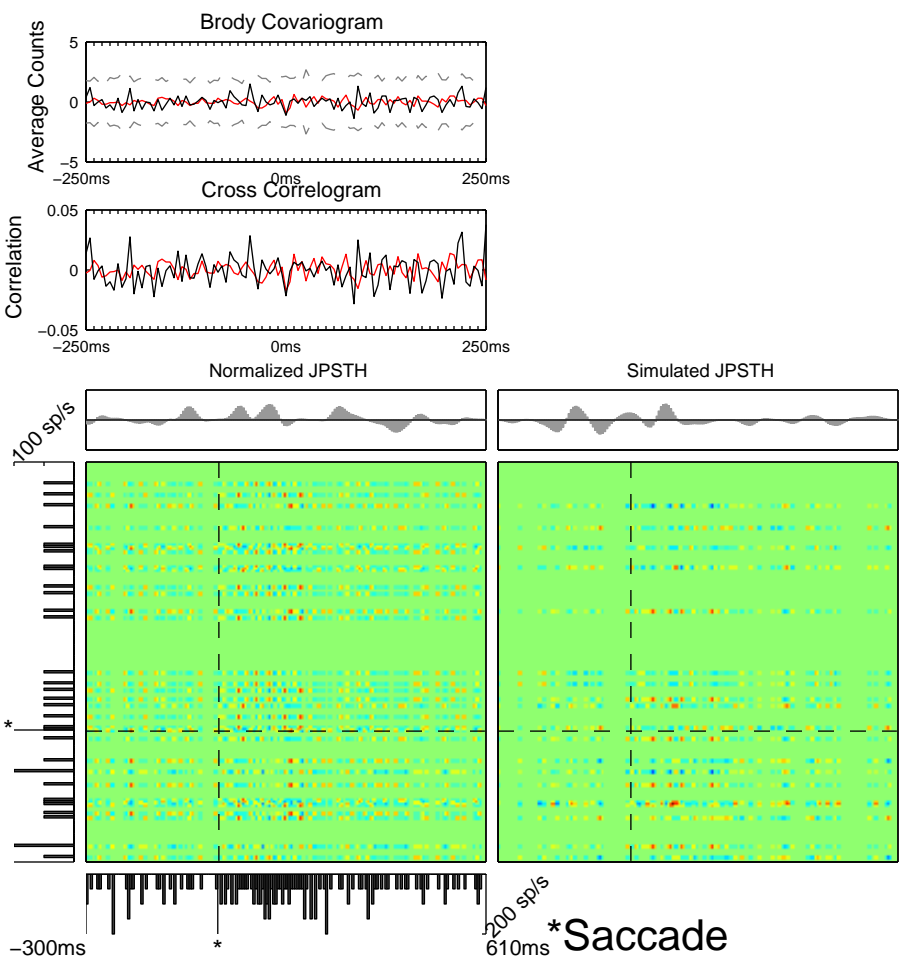 Brody Covariogram
5
0
−5
Average Counts
−250ms
0ms
250ms
Cross Correlogram
0.05
0
−0.05
Correlation
−250ms
0ms
250ms
Normalized JPSTH
Simulated JPSTH
100 sp/s
*
−300ms
*
200 sp/s
610ms
*Saccade